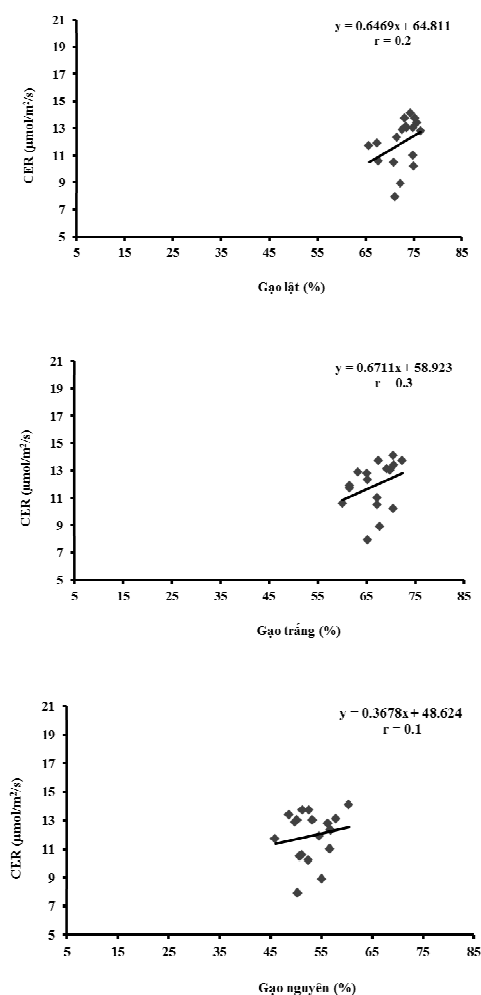 y = 0.6469x + 64.811
r = 0.2
21
19
17
15
13
11
9
7
5
CER (µmol/m²/s)
5 15 25 35 45 55 65 75 85
Gạo lật (%)
y = 0.6711x + 58.923
r = 0.3
21
19
17
15
13
11
9
7
5
CER (µmol/m²/s)
5 15 25 35 45 55 65 75 85
Gạo trắng (%)
y = 0.3678x + 48.624
r = 0.1
21
19
17
15
13
11
9
7
5
CER (µmol/m²/s)
5 15 25 35 45 55 65 75 85
Gạo nguyên (%)